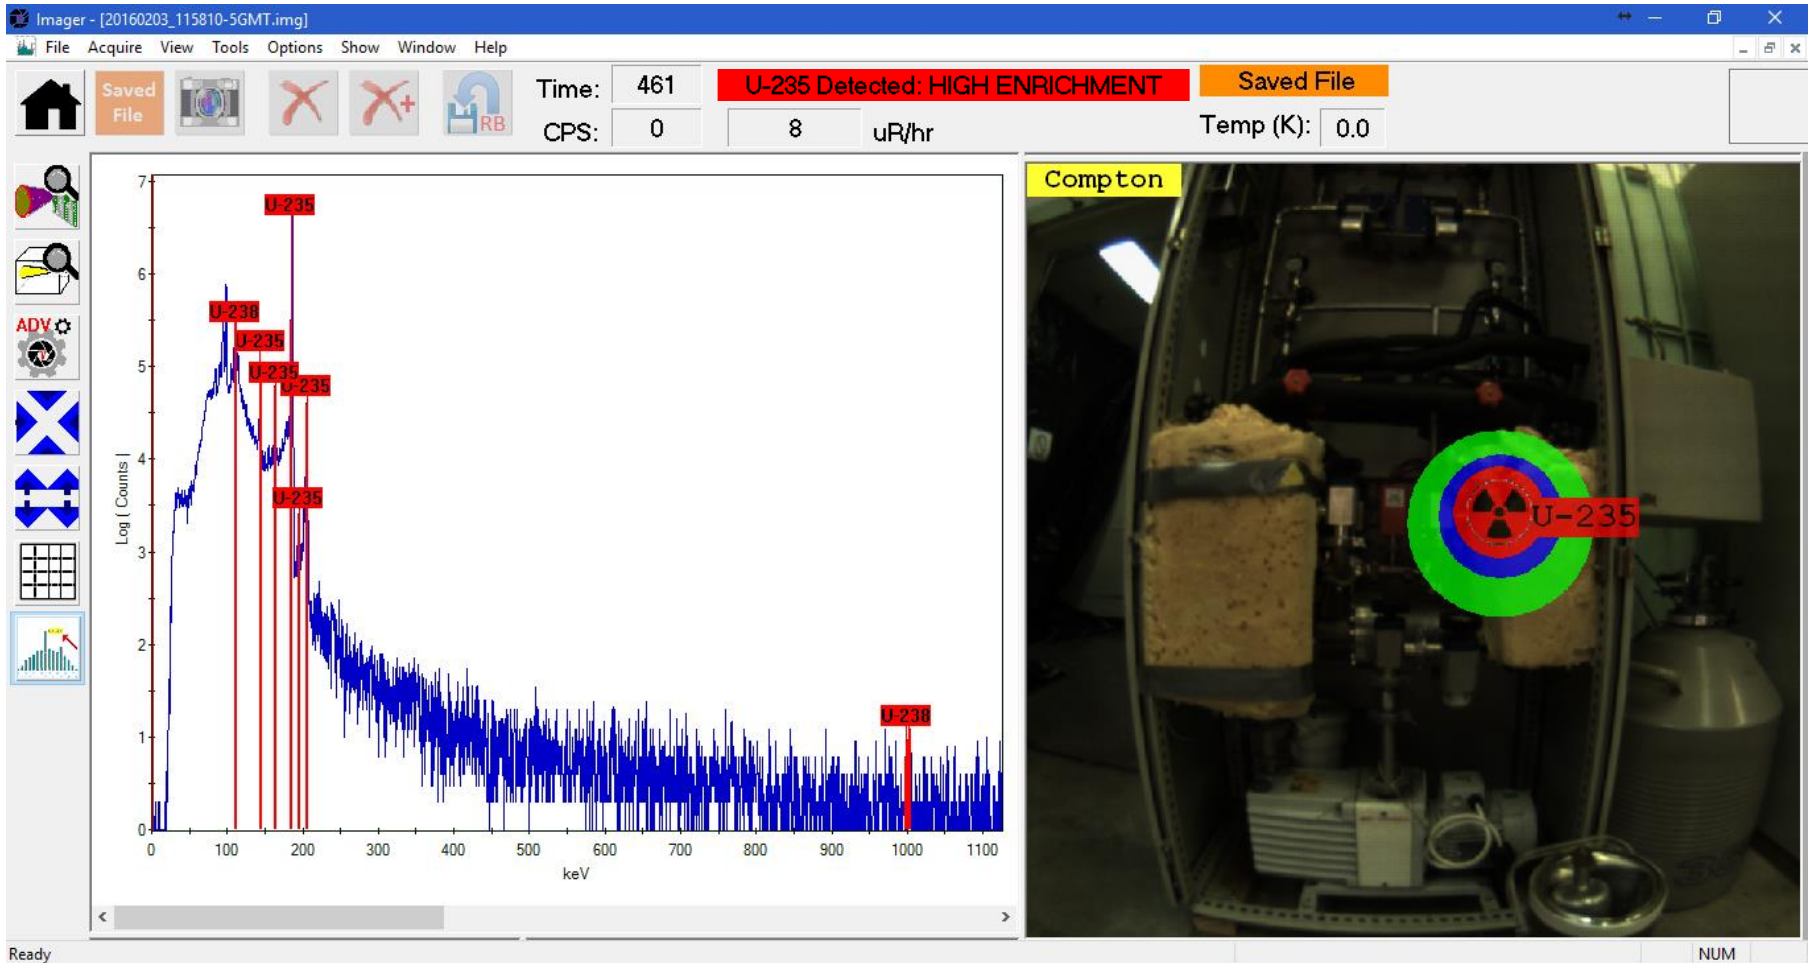 Imager - [20160203_115810-5GMT.img]
File Acquire View Tools Options Show Window Help
Saved
File
RB
Time: 461
U-235 Detected: HIGH ENRICHMENT
Saved File
CPS: 0
8 uR/hr
Temp (K): 0.0
ADV
7
6
5
4
3
2
1
0
Log ( Counts )
U-235
U-238
U-235
U-235
U-235
U-235
U-238
0 100 200 300 400 500 600 700 800 900 1000 1100
keV
Compton
U-235
Ready
NUM